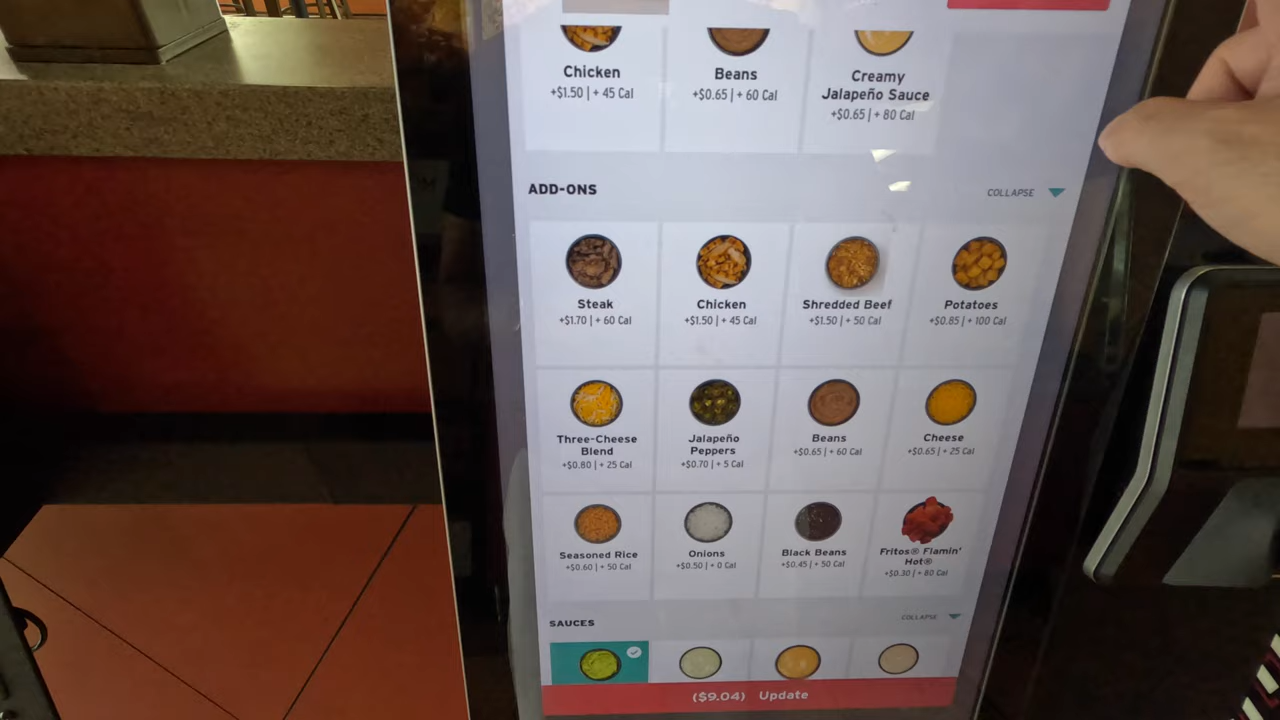 Chicken
+$1.50 | + 45 Cal
Beans
+$0.65 | + 60 Cal
Creamy
Jalapeño Sauce
+$0.65 | + 80 Cal
ADD-ONS
COLLAPSE
Steak
+$1.70 | + 60 Cal
Chicken
+$1.50 | + 45 Cal
Shredded Beef
+$1.50 | + 50 Cal
Potatoes
+$0.85 | + 100 Cal
Three-Cheese
Blend
+$0.80 | + 25 Cal
Jalapeño
Peppers
+$0.70 | + 5 Cal
Beans
+$0.65 | + 60 Cal
Cheese
+$0.65 | + 25 Cal
Seasoned Rice
+$0.60 | + 50 Cal
Onions
+$0.50 | + 0 Cal
Black Beans
+$0.45 | + 50 Cal
Fritos® Flamin'
Hot®
+$0.30 | + 80 Cal
SAUCES
COLLAPSE
($9.04) Update